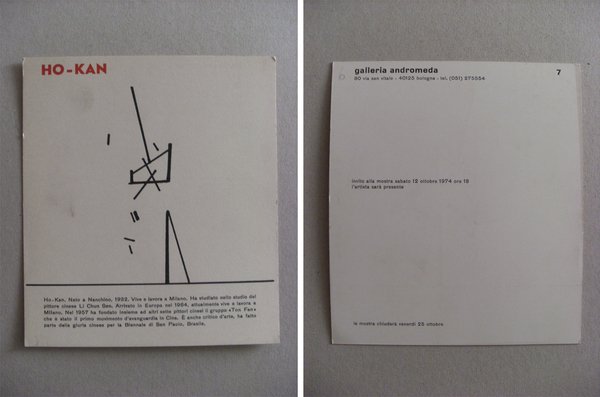 HO-KAN
Ho-Kan. Nato a Nanchino, 1932. Vive e lavora a Milano. Ha studiato nello studio del
pittore cinese Li Chun Sen. Arrivato in Europa nel 1964, attualmente vive e lavora a
Milano. Nel 1957 ha fondato insieme ad altri sette pittori cinesi il gruppo «Ton Fan»
che è stato il primo movimento d'avanguardia in Cina. È anche critico d'arte, ha fatto
parte della giuria cinese per la Biennale di San Paolo, Brasile.
galleria andromeda 7
80 via san vitale - 40125 bologna - tel. (051) 275554
invito alla mostra sabato 12 ottobre 1974 ore 18
l'artista sarà presente
la mostra chiuderà venerdì 25 ottobre